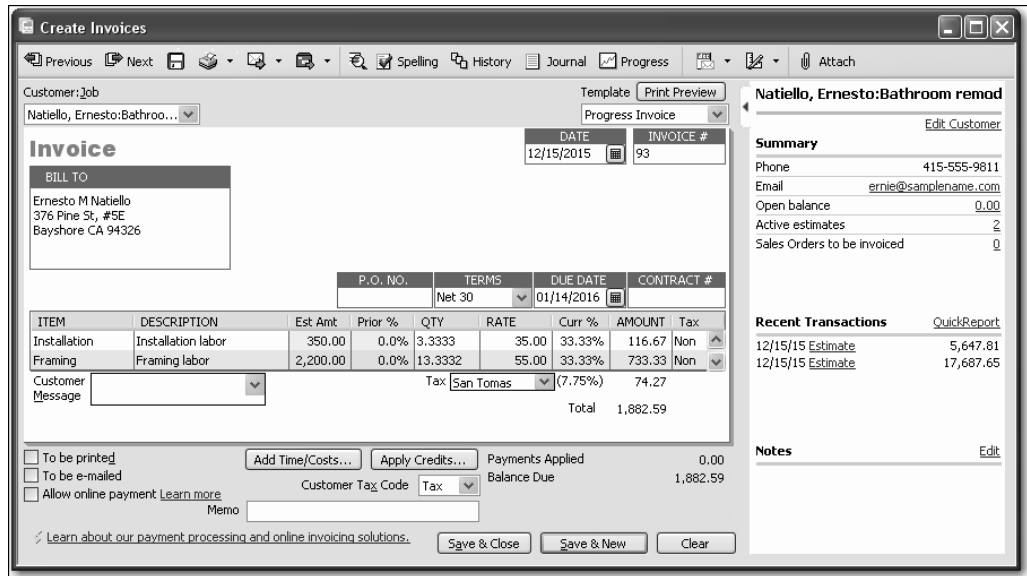 Create Invoices
Previous Next Spelling History Journal Progress Attach
Customer:Job Template Print Preview
Natiello, Ernesto:Bathroo... Progress Invoice
Invoice
DATE INVOICE #
12/15/2015 93
BILL TO
Ernesto M Natiello
376 Pine St, #5E
Bayshore CA 94326
P.O. NO. TERMS DUE DATE CONTRACT #
Net 30 01/14/2016
ITEM DESCRIPTION Est Amt Prior % QTY RATE Curr % AMOUNT Tax
Installation Installation labor 350.00 0.0% 3.3333 35.00 33.33% 116.67 Non
Framing Framing labor 2,200.00 0.0% 13.3332 55.00 33.33% 733.33 Non
Customer Message Tax San Tomas (7.75%) 74.27
Total 1,882.59
To be printed Add Time/Costs... Apply Credits... Payments Applied 0.00
To be e-mailed Customer Tax Code Tax Balance Due 1,882.59
Allow online payment Learn more
Memo
Learn about our payment processing and online invoicing solutions. Save & Close Save & New Clear
Natiello, Ernesto:Bathroom remod
Edit Customer
Summary
Phone 415-555-9811
Email ernie@samplename.com
Open balance 0.00
Active estimates 2
Sales Orders to be invoiced 0
Recent Transactions QuickReport
12/15/15 Estimate 5,647.81
12/15/15 Estimate 17,687.65
Notes Edit